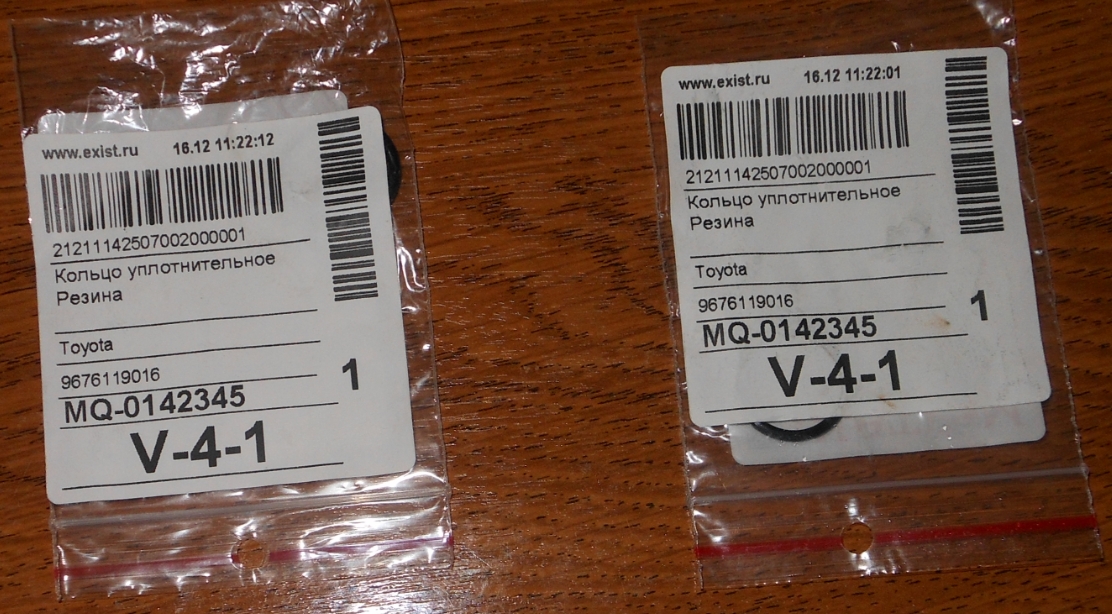 www.exist.ru 16.12 11:22:12
21211142507002000001
Кольцо уплотнительное
Резина
Toyota
9676119016
1
MQ-0142345
V-4-1
www.exist.ru 16.12 11:22:01
21211142507002000001
Кольцо уплотнительное
Резина
Toyota
9676119016
1
MQ-0142345
V-4-1